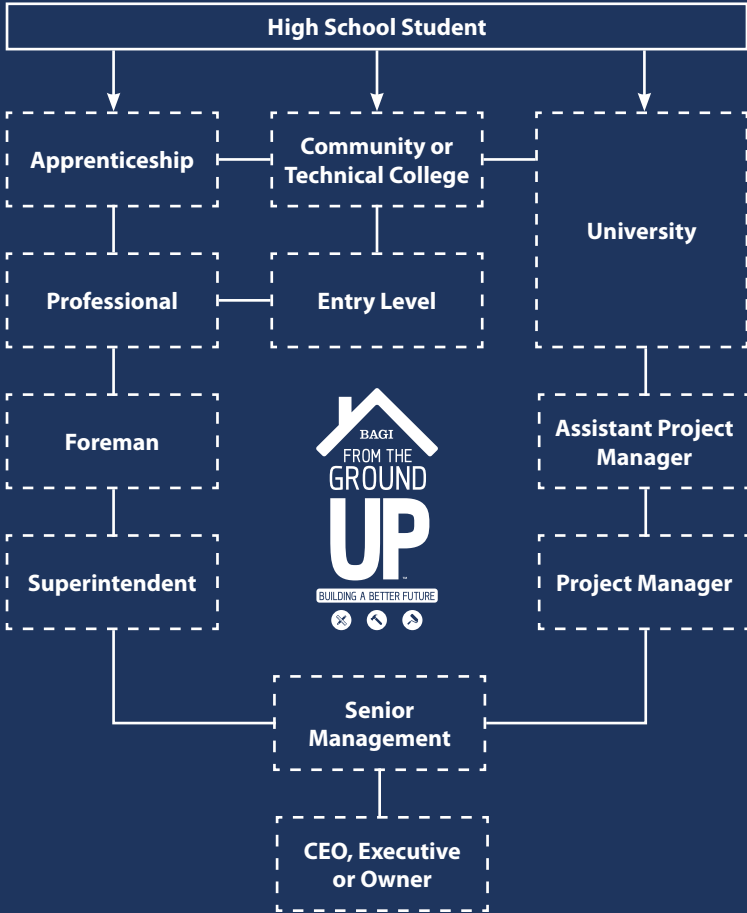 High School Student
Apprenticeship
Community or
Technical College
University
Professional
Entry Level
Foreman
Assistant Project
Manager
BAGI
FROM THE
GROUND
UP
™
BUILDING A BETTER FUTURE
Superintendent
Project Manager
Senior
Management
CEO, Executive
or Owner